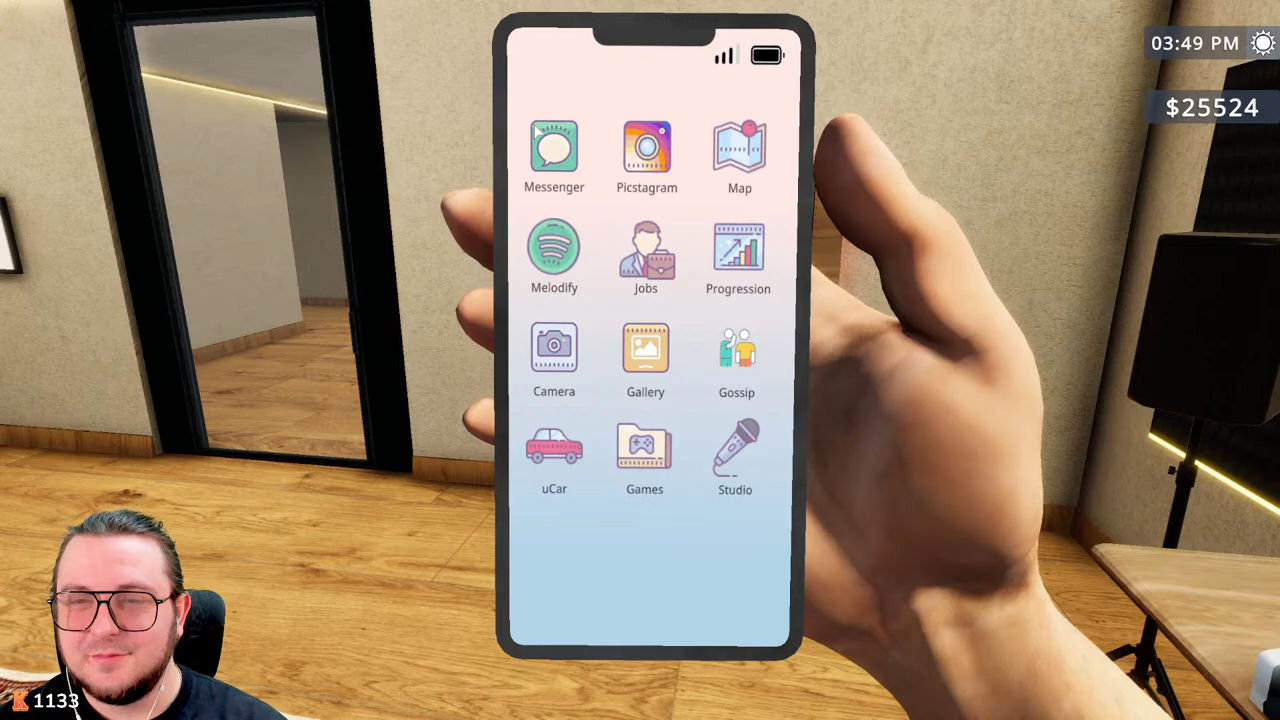 03:49 PM
$25524
Messenger
Picstagram
Map
Melodify
Jobs
Progression
Camera
Gallery
Gossip
uCar
Games
Studio
K 1133